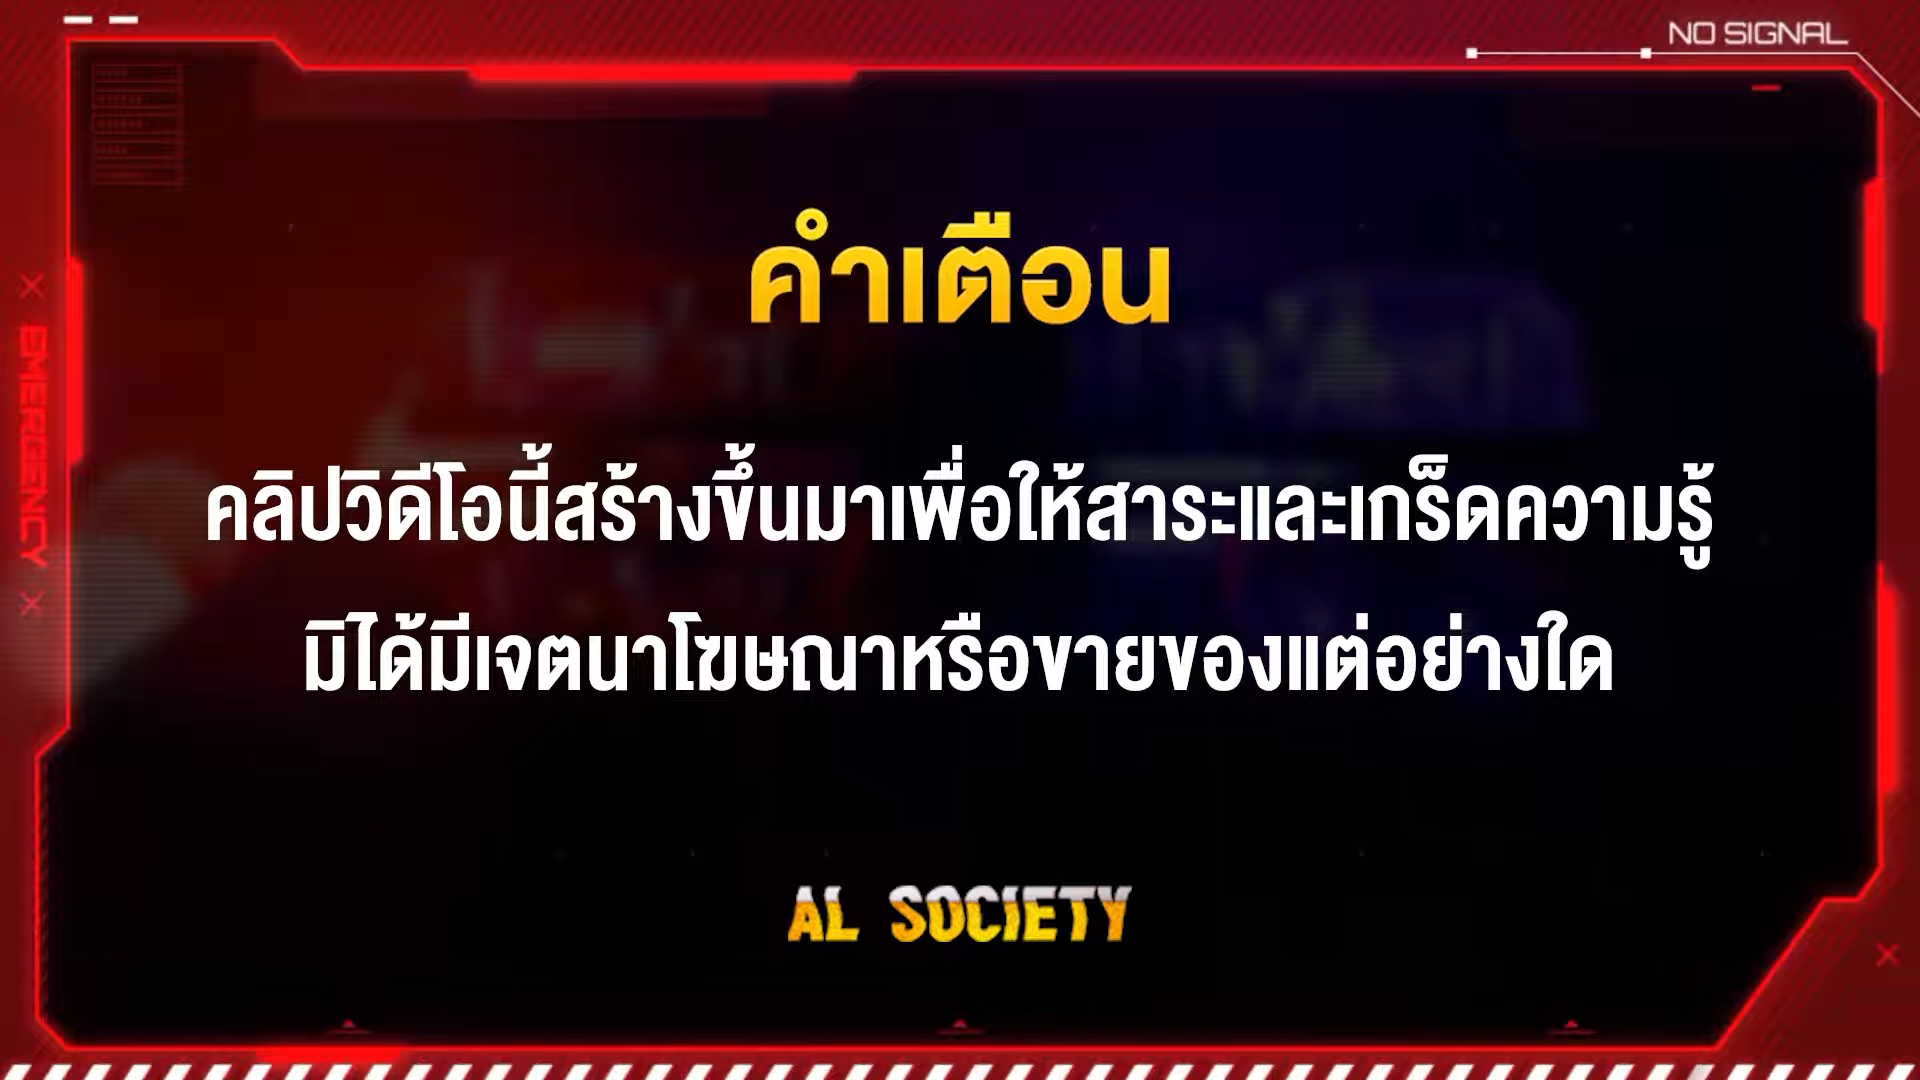 NO SIGNAL
EMERGENCY
คำเตือน
คลิปวิดีโอนี้สร้างขึ้นมาเพื่อให้สาระและเกร็ดความรู้
มิได้มีเจตนาโฆษณาหรือขายของแต่อย่างใด
AL SOCIETY